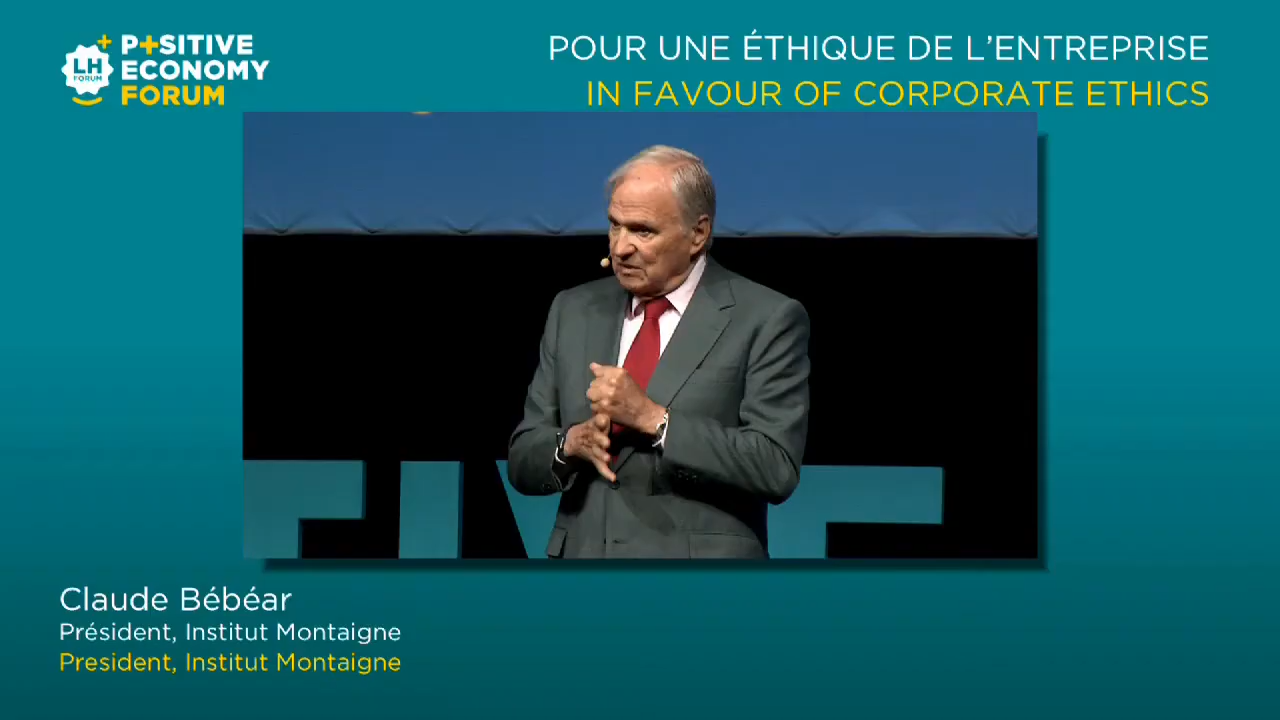 LH
FORUM
P+SITIVE
ECONOMY
FORUM
POUR UNE ÉTHIQUE DE L'ENTREPRISE
IN FAVOUR OF CORPORATE ETHICS
Claude Bébéar
Président, Institut Montaigne
President, Institut Montaigne